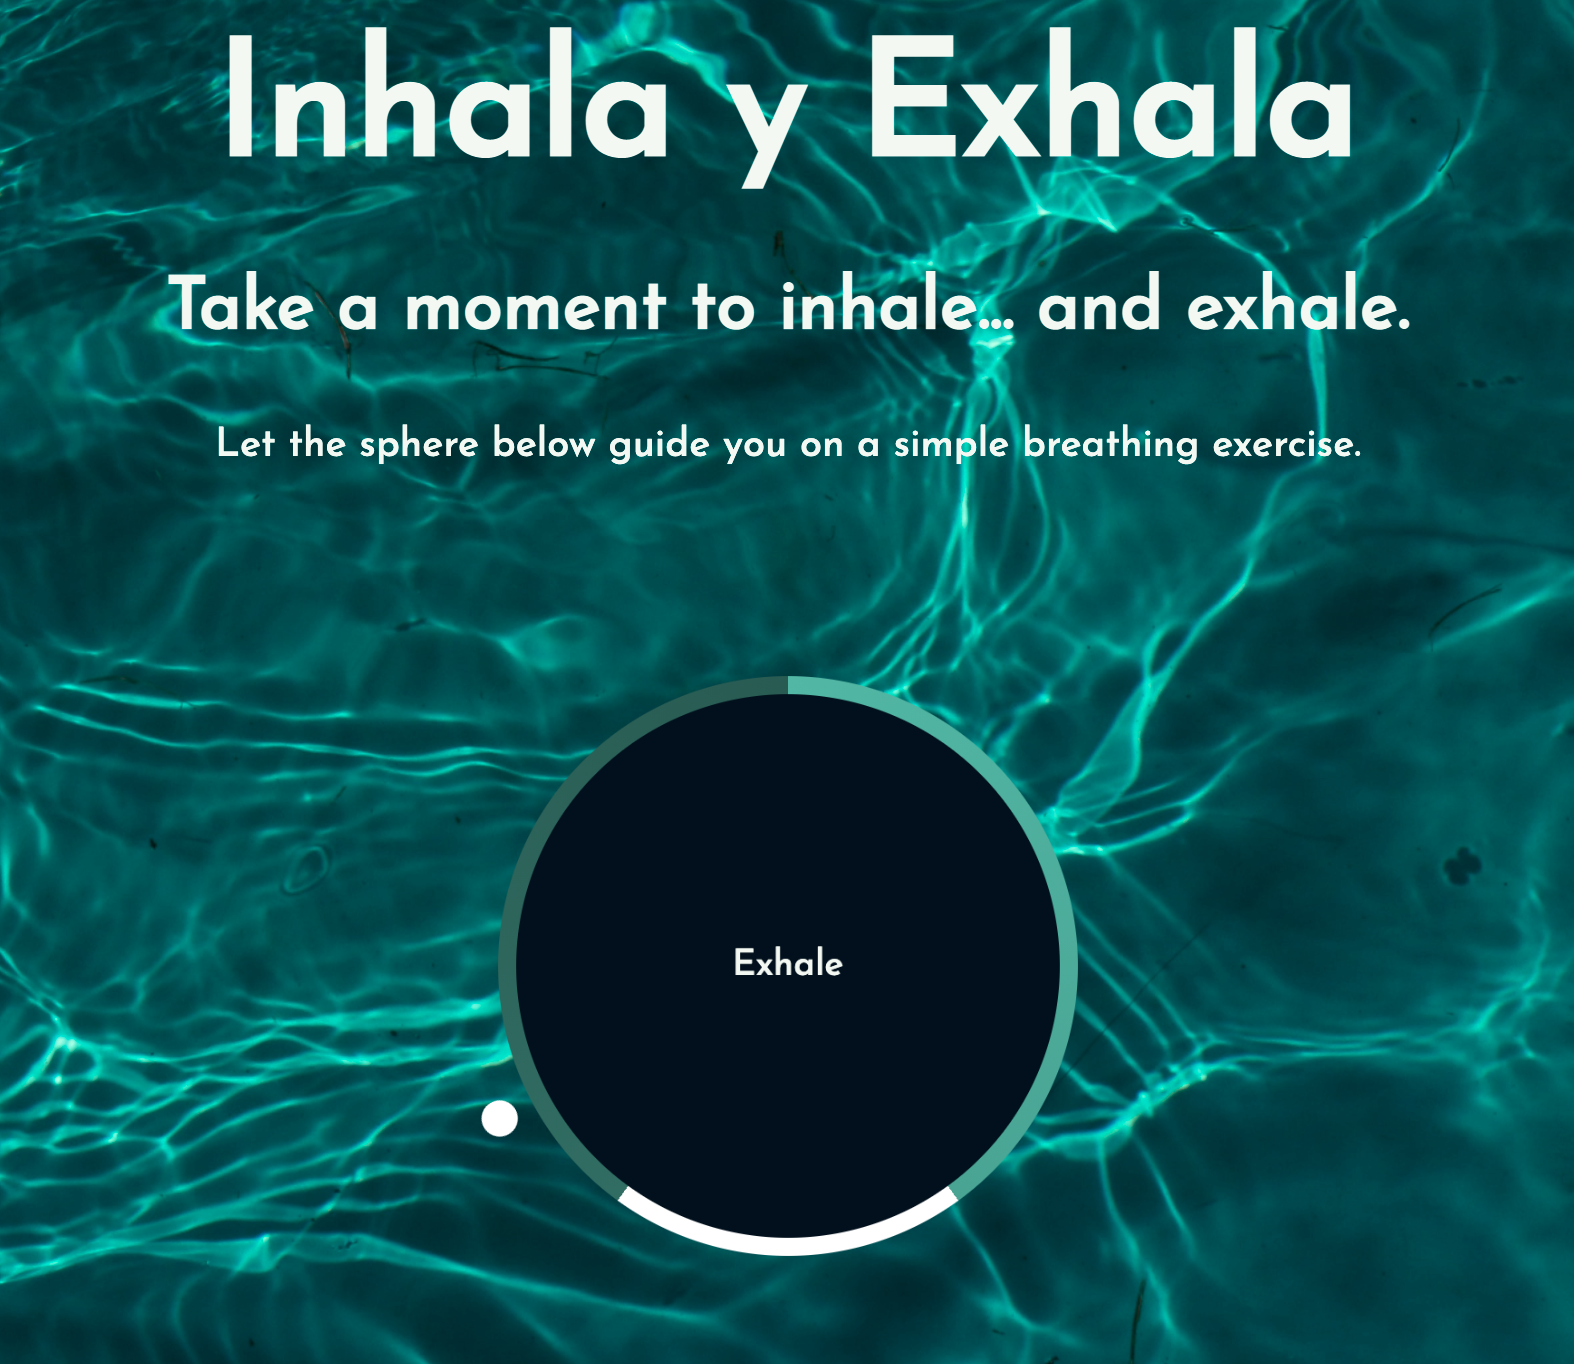 Inhala y Exhala
Take a moment to inhale... and exhale.
Let the sphere below guide you on a simple breathing exercise.
Exhale